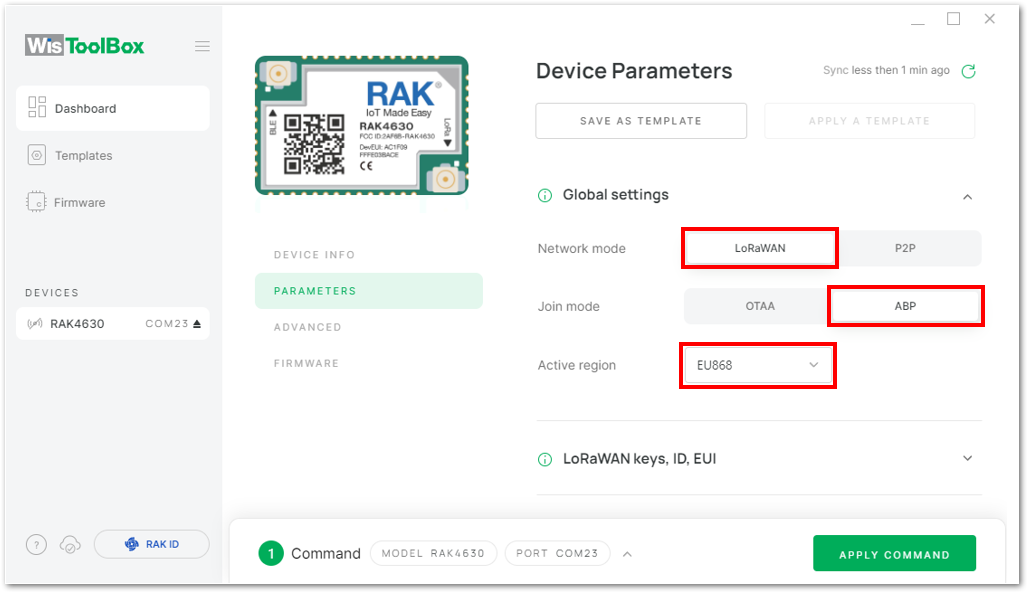 WisToolBox
Dashboard
Templates
Firmware
DEVICES
RAK4630 COM23
RAK ID
RAK®
IoT Made Easy
RAK4630
FCC ID:2AF6B-RAK4630
DevEUI: AC1F09
FFFE03BACE
CE
BLE
LoRa
DEVICE INFO
PARAMETERS
ADVANCED
FIRMWARE
Device Parameters
Sync less then 1 min ago
SAVE AS TEMPLATE
APPLY A TEMPLATE
Global settings
Network mode LoRaWAN P2P
Join mode OTAA ABP
Active region EU868
LoRaWAN keys, ID, EUI
1 Command MODEL RAK4630 PORT COM23
APPLY COMMAND